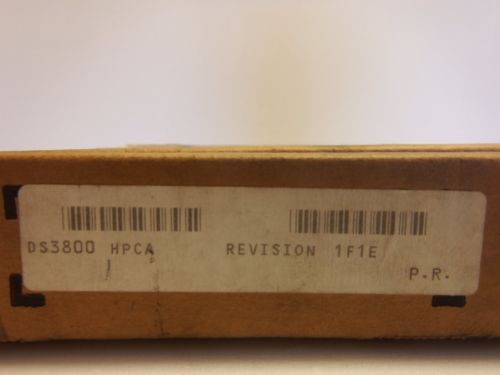 DS3800 HPCA REVISION 1F1E
P.R.